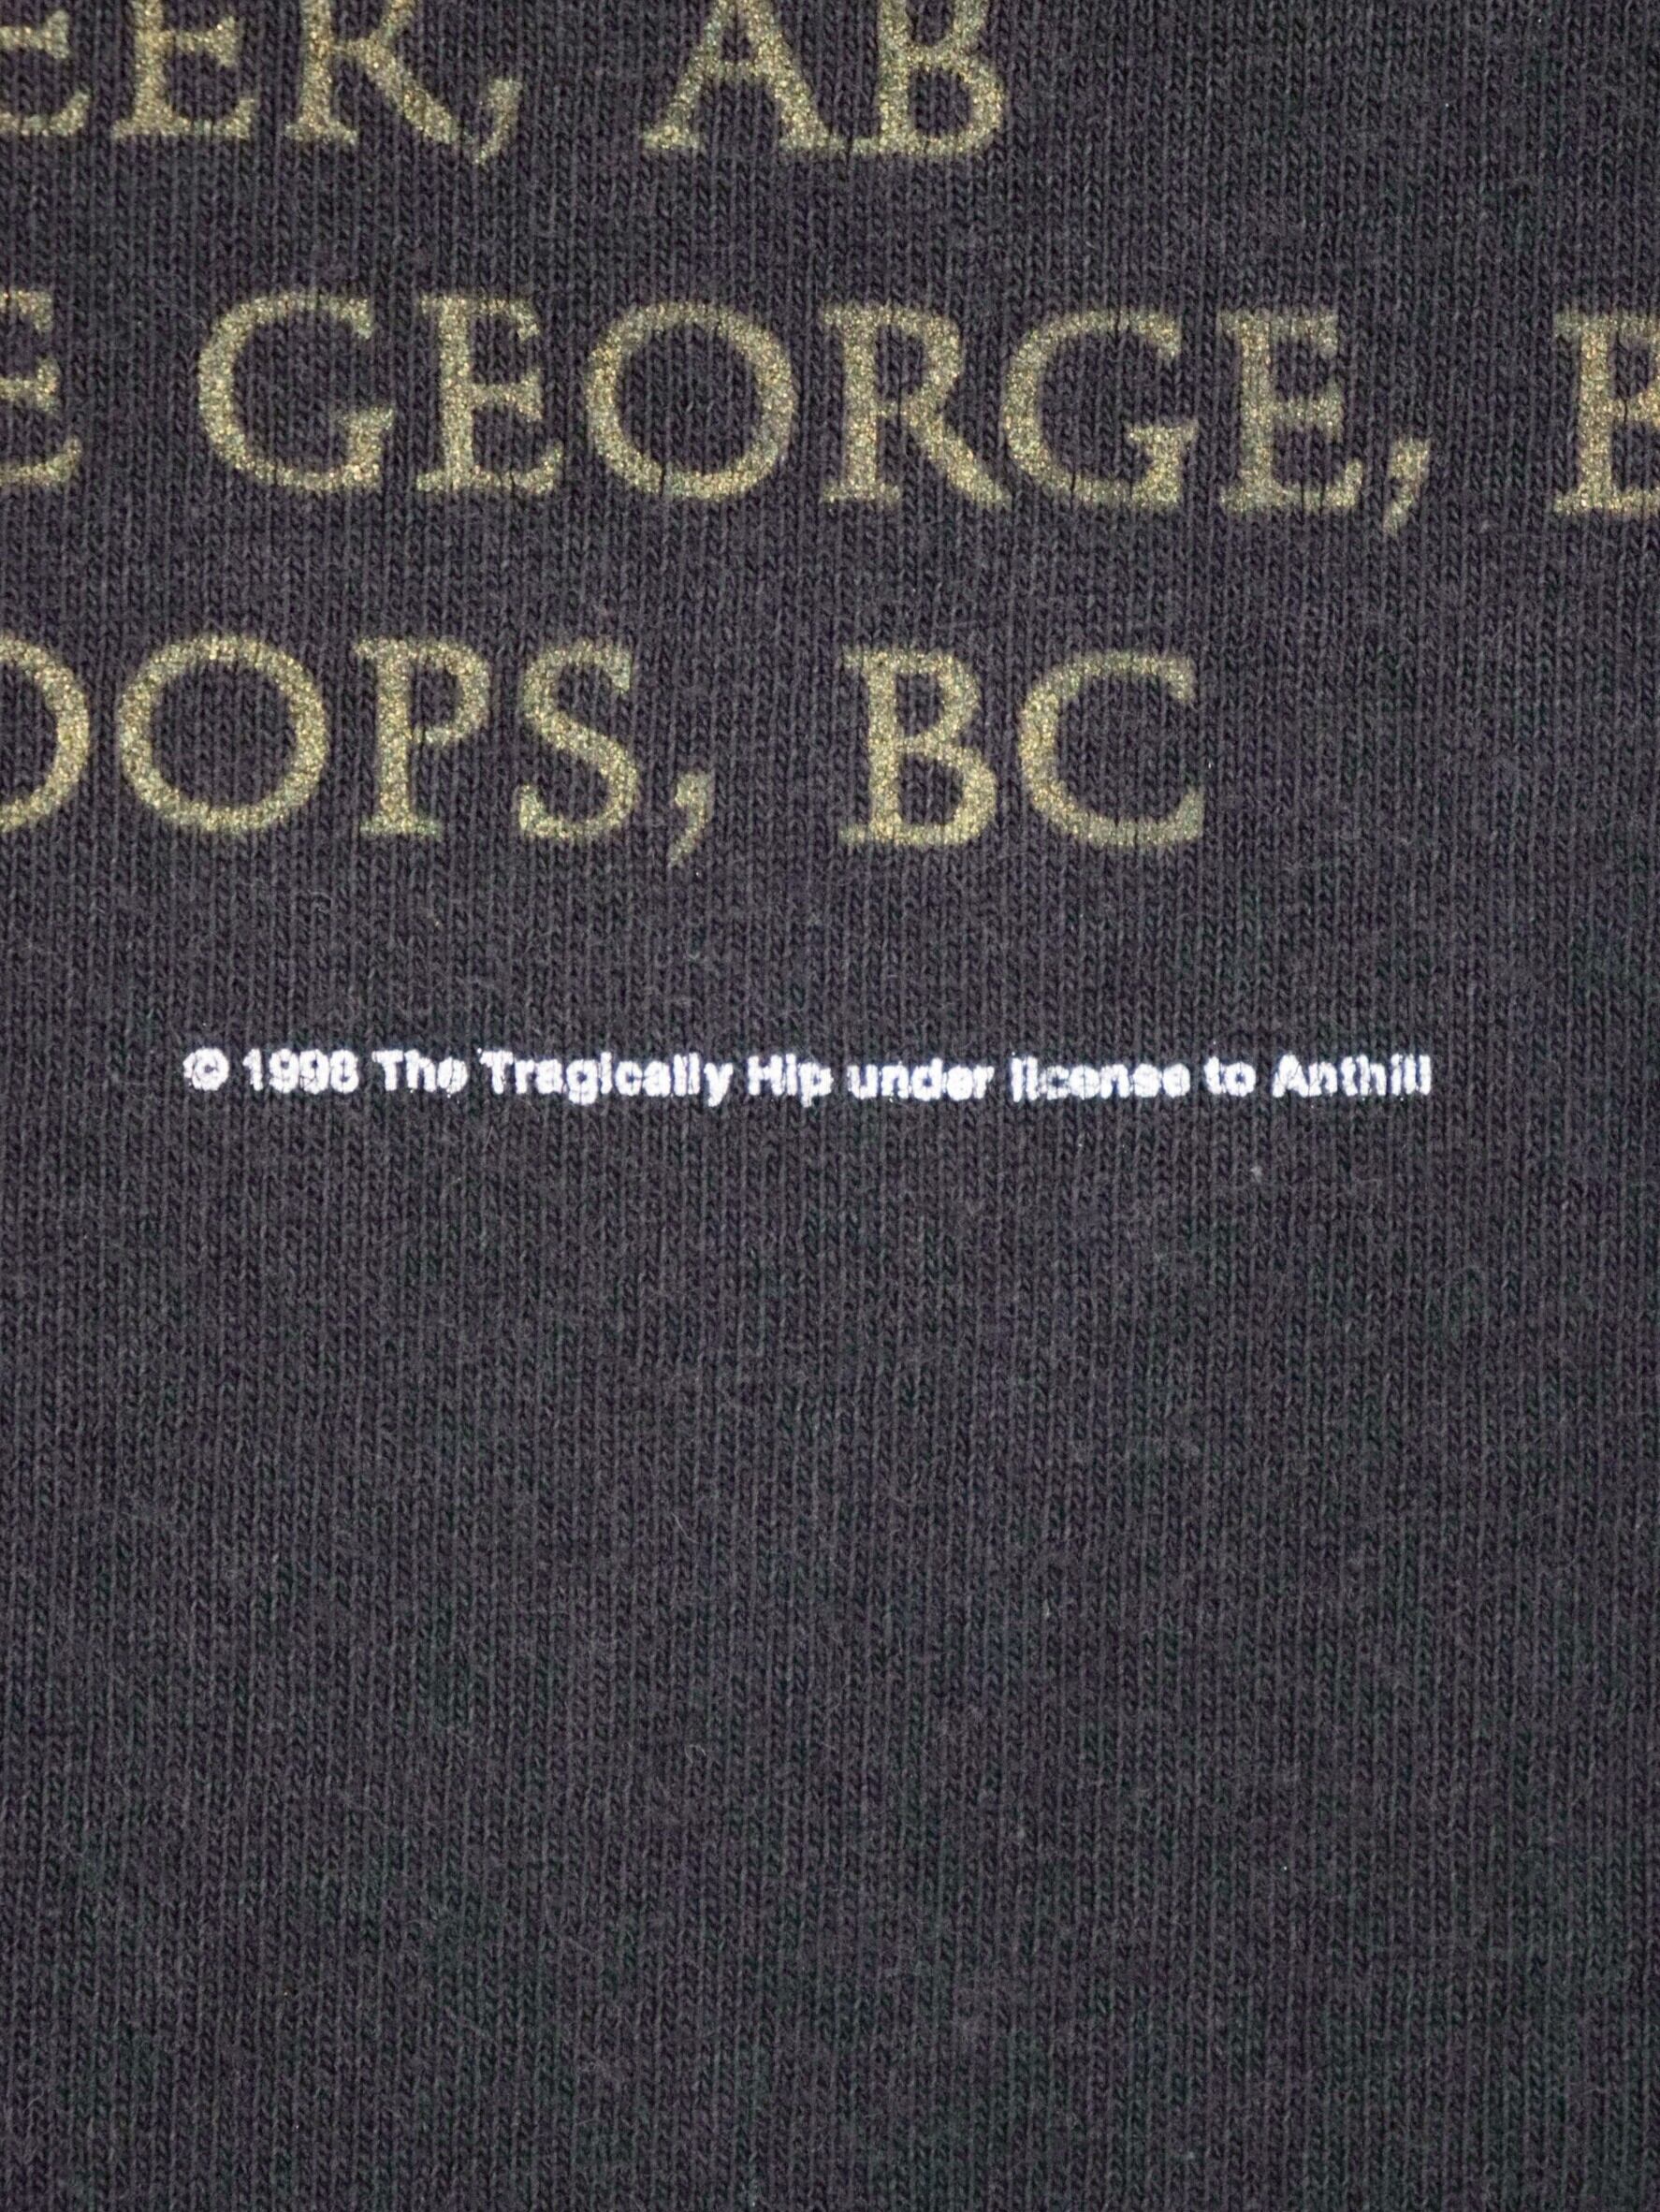 EER, AB
E GEORGE, B
OOPS, BC
© 1998 The Tragically Hip under license to Anthill